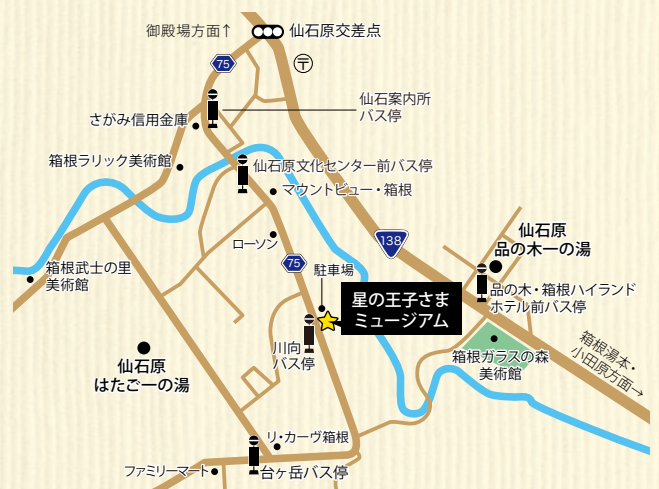 御殿場方面↑
仙石原交差点
75
仙石案内所
バス停
さがみ信用金庫
箱根ラリック美術館
仙石原文化センター前バス停
マウントビュー・箱根
138
仙石原
品の木一の湯
ローソン
75
駐車場
箱根武士の里
美術館
品の木・箱根ハイランド
ホテル前バス停
星の王子さま
ミュージアム
川向
バス停
箱根ガラスの森
美術館
箱根湯本・
小田原方面→
仙石原
はたご一の湯
リ・カーヴ箱根
ファミリーマート
台ヶ岳バス停